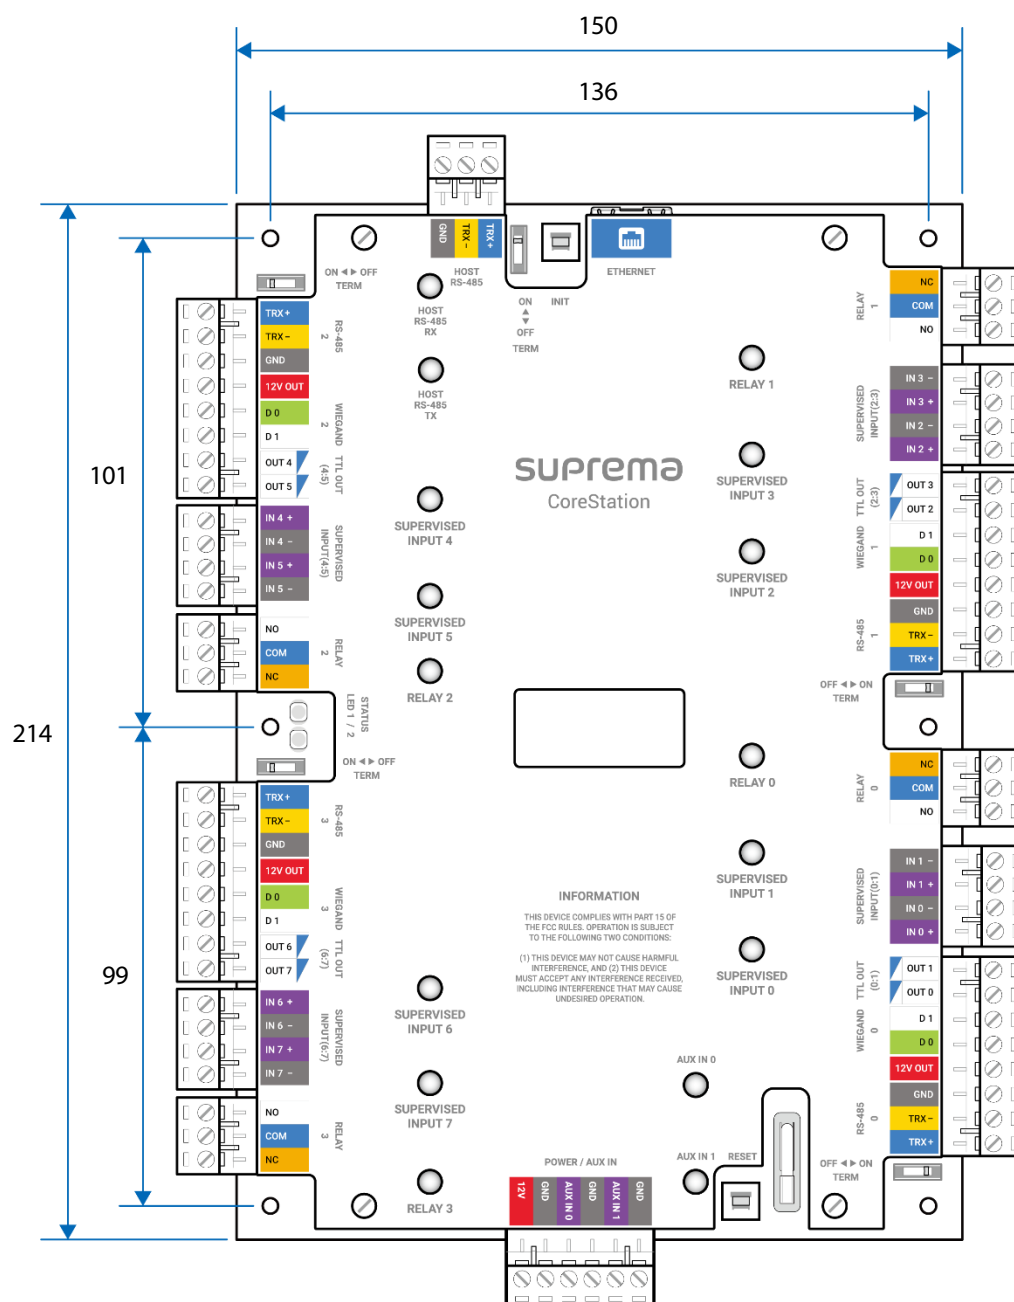 150
136
214
101
99
GND
TRX −
TRX +
HOST
RS-485
ON
OFF
TERM
INIT
ETHERNET
ON ◀ ▶ OFF
TERM
TRX +
TRX −
GND
RS-485
2
12V OUT
D 0
D 1
WIEGAND
2
OUT 4
OUT 5
TTL OUT
(4:5)
IN 4 +
IN 4 −
IN 5 +
IN 5 −
SUPERVISED
INPUT(4:5)
NO
COM
NC
RELAY
2
STATUS
LED 1 / 2
ON ◀ ▶ OFF
TERM
TRX +
TRX −
GND
RS-485
3
12V OUT
D 0
D 1
WIEGAND
3
OUT 6
OUT 7
TTL OUT
(6:7)
IN 6 +
IN 6 −
IN 7 +
IN 7 −
SUPERVISED
INPUT(6:7)
NO
COM
NC
RELAY
3
HOST
RS-485
RX
HOST
RS-485
TX
SUPERVISED
INPUT 4
SUPERVISED
INPUT 5
RELAY 2
SUPERVISED
INPUT 6
SUPERVISED
INPUT 7
RELAY 3
suprema
CoreStation
INFORMATION
THIS DEVICE COMPLIES WITH PART 15 OF
THE FCC RULES. OPERATION IS SUBJECT
TO THE FOLLOWING TWO CONDITIONS:
(1) THIS DEVICE MAY NOT CAUSE HARMFUL
INTERFERENCE, AND (2) THIS DEVICE
MUST ACCEPT ANY INTERFERENCE RECEIVED,
INCLUDING INTERFERENCE THAT MAY CAUSE
UNDESIRED OPERATION.
POWER / AUX IN
12V
GND
AUX IN 0
GND
AUX IN 1
GND
RELAY 1
SUPERVISED
INPUT 3
SUPERVISED
INPUT 2
RELAY 0
SUPERVISED
INPUT 1
SUPERVISED
INPUT 0
AUX IN 0
AUX IN 1
RESET
RELAY
1
NC
COM
NO
SUPERVISED
INPUT(2:3)
IN 3 −
IN 3 +
IN 2 −
IN 2 +
TTL OUT
(2:3)
OUT 3
OUT 2
WIEGAND
1
D 1
D 0
12V OUT
RS-485
1
GND
TRX −
TRX +
OFF ◀ ▶ ON
TERM
RELAY
0
NC
COM
NO
SUPERVISED
INPUT(0:1)
IN 1 −
IN 1 +
IN 0 −
IN 0 +
TTL OUT
(0:1)
OUT 1
OUT 0
WIEGAND
0
D 1
D 0
12V OUT
RS-485
0
GND
TRX −
TRX +
OFF ◀ ▶ ON
TERM